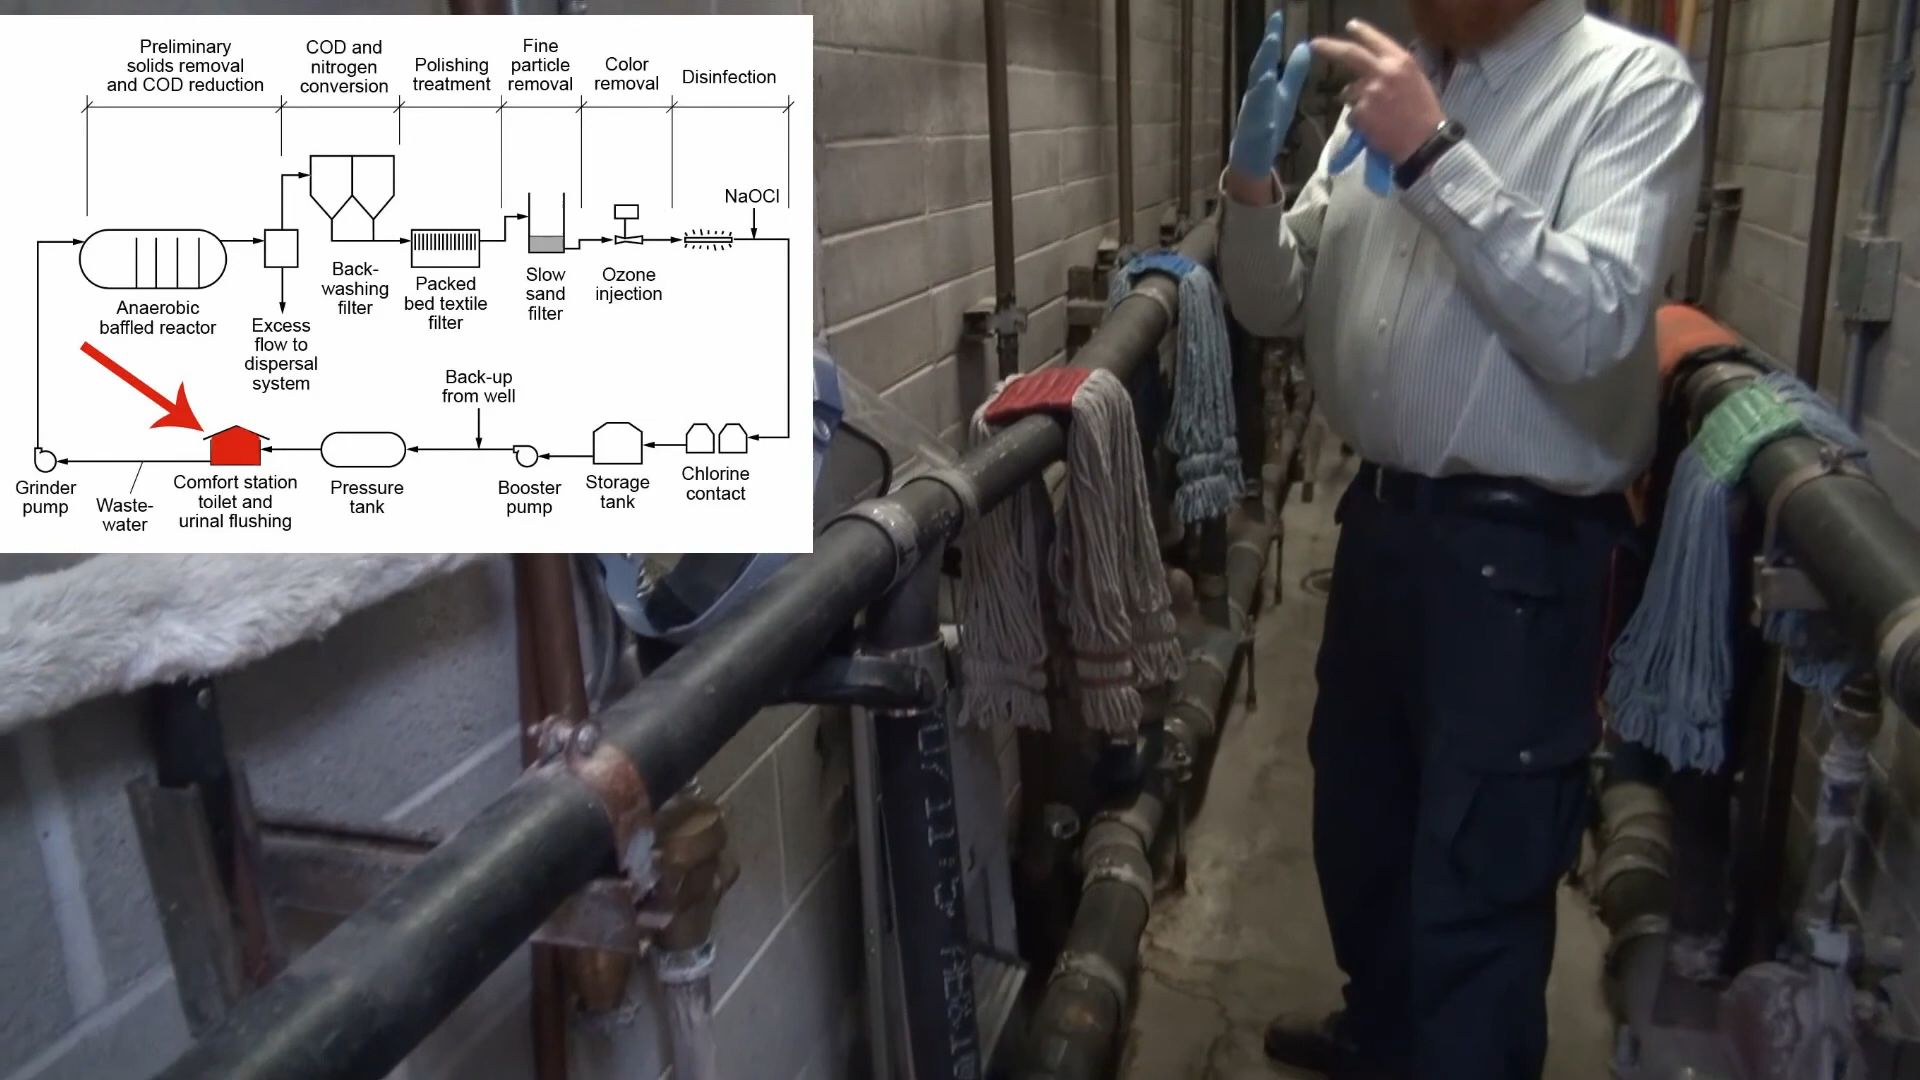 Preliminary
solids removal
and COD reduction
COD and
nitrogen
conversion
Polishing
treatment
Fine
particle
removal
Color
removal
Disinfection
NaOCl
Anaerobic
baffled reactor
Excess
flow to
dispersal
system
Back-
washing
filter
Packed
bed textile
filter
Slow
sand
filter
Ozone
injection
Back-up
from well
Grinder
pump
Waste-
water
Comfort station
toilet and
urinal flushing
Pressure
tank
Booster
pump
Storage
tank
Chlorine
contact